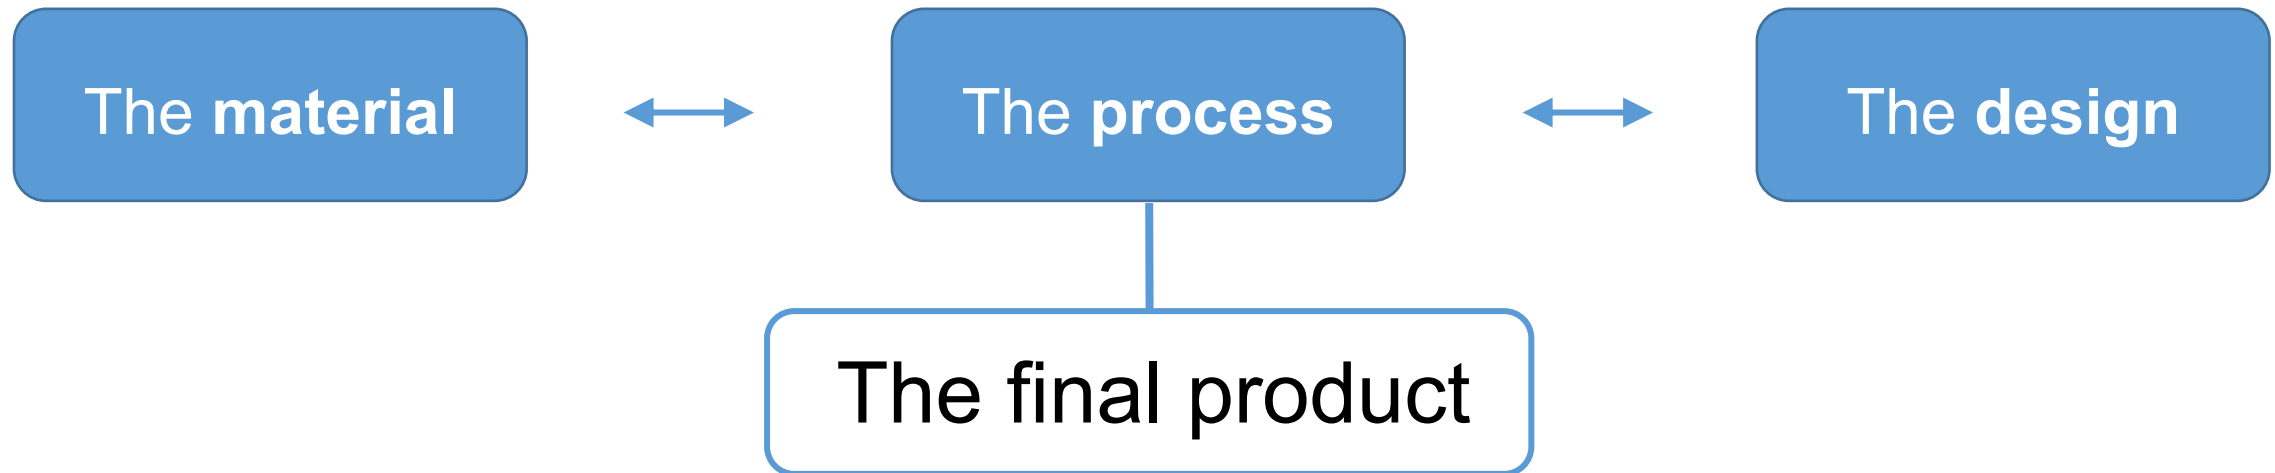 The material
The process
The design
The final product